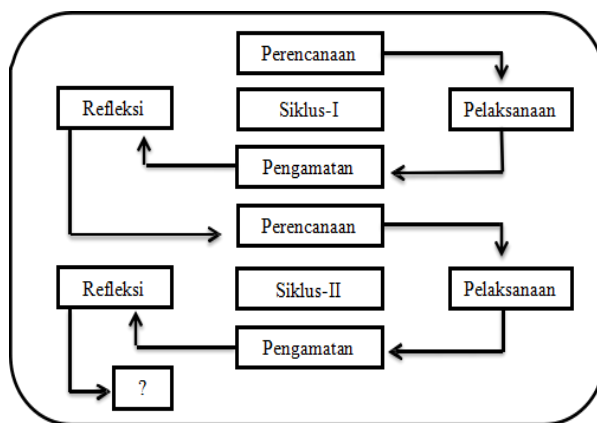 Perencanaan
Refleksi
Siklus-I
Pelaksanaan
Pengamatan
Perencanaan
Refleksi
Siklus-II
Pelaksanaan
Pengamatan
?